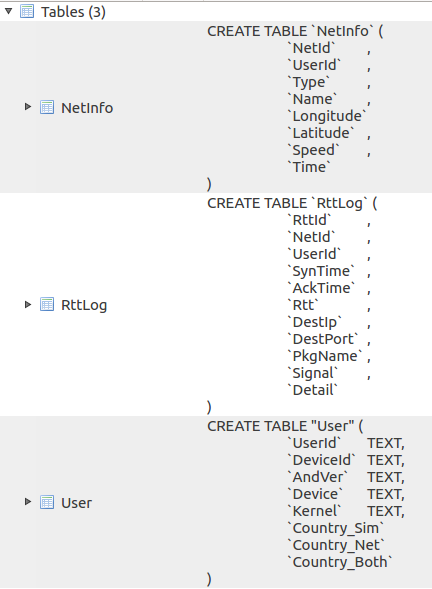 Tables (3)
NetInfo
CREATE TABLE `NetInfo` (
`NetId` ,
`UserId` ,
`Type` ,
`Name` ,
`Longitude`
`Latitude` ,
`Speed` ,
`Time`
)
RttLog
CREATE TABLE `RttLog` (
`RttId` ,
`NetId` ,
`UserId` ,
`SynTime` ,
`AckTime` ,
`Rtt` ,
`DestIp` ,
`DestPort` ,
`PkgName` ,
`Signal` ,
`Detail`
)
User
CREATE TABLE "User" (
`UserId` TEXT,
`DeviceId` TEXT,
`AndVer` TEXT,
`Device` TEXT,
`Kernel` TEXT,
`Country_Sim`
`Country_Net`
`Country_Both`
)